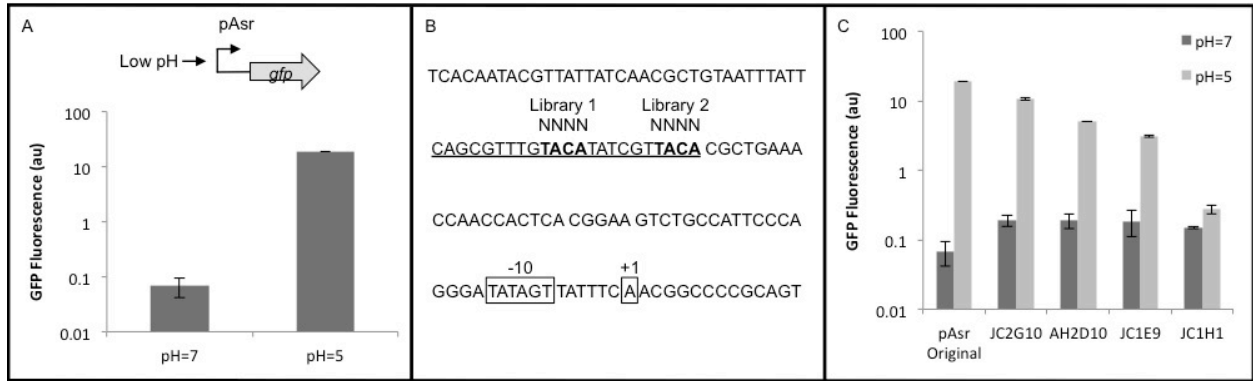 A
pAsr
Low pH
gfp
100
10
1
0.1
0.01
GFP Fluorescence (au)
pH=7
pH=5
B
TCACAATACGTTATTATCAACGCTGTAATTTATT
Library 1 Library 2
NNNN NNNN
CAGCGTTTGTACATATCGTTACA CGCTGAAA
CCAACCACTCA CGGAA GTCTGCCATTCCCA
-10 +1
GGGA TATAGT TATTTC A ACGGCCCCGCAGT
C
100
10
1
0.1
0.01
GFP Fluorescence (au)
pH=7
pH=5
pAsr JC2G10 AH2D10 JC1E9 JC1H1
Original